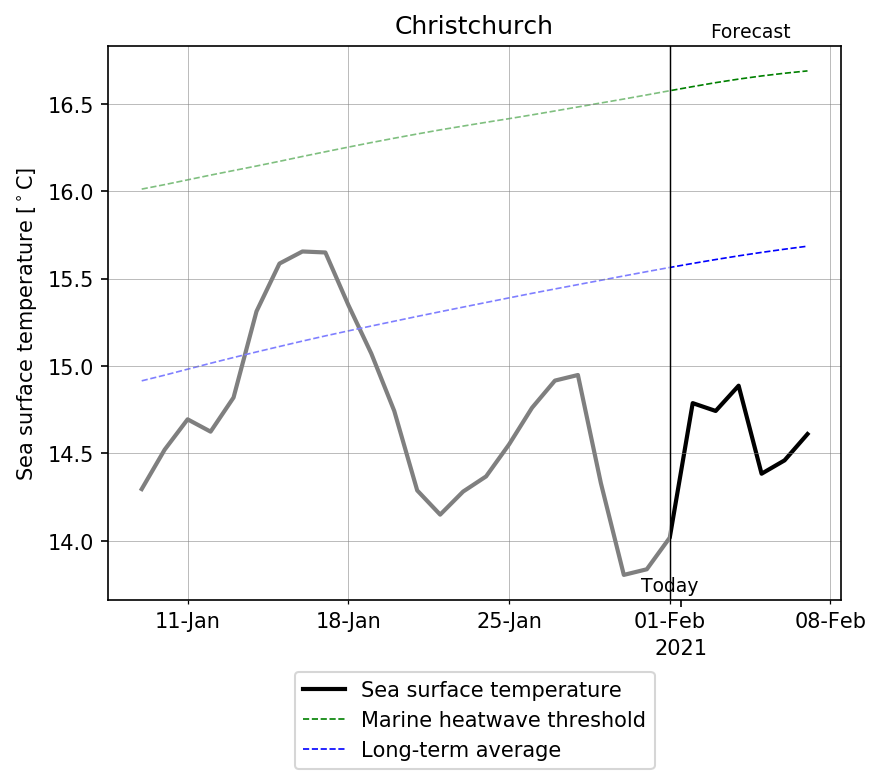 Christchurch
Forecast
Sea surface temperature [°C]
16.5
16.0
15.5
15.0
14.5
14.0
Today
11-Jan 18-Jan 25-Jan 01-Feb 08-Feb
2021
Sea surface temperature
Marine heatwave threshold
Long-term average